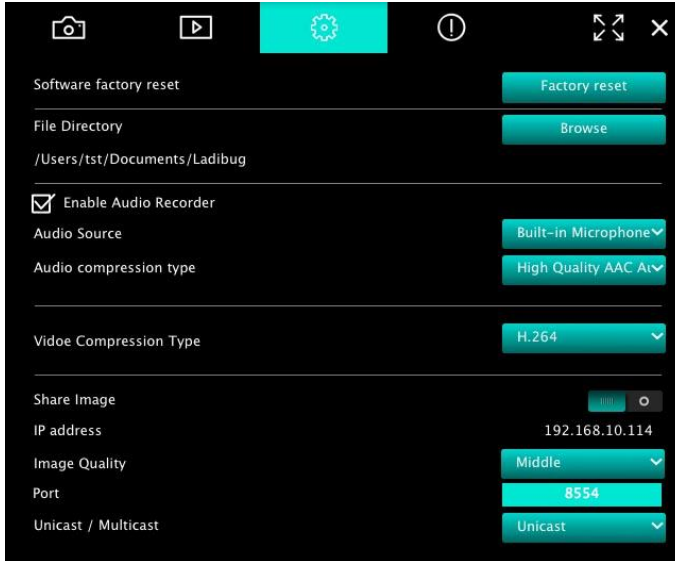 Software factory reset
Factory reset
File Directory
Browse
/Users/tst/Documents/Ladibug
Enable Audio Recorder
Audio Source
Built-in Microphone
Audio compression type
High Quality AAC Au
Vidoe Compression Type
H.264
Share Image
IP address
192.168.10.114
Image Quality
Middle
Port
8554
Unicast / Multicast
Unicast